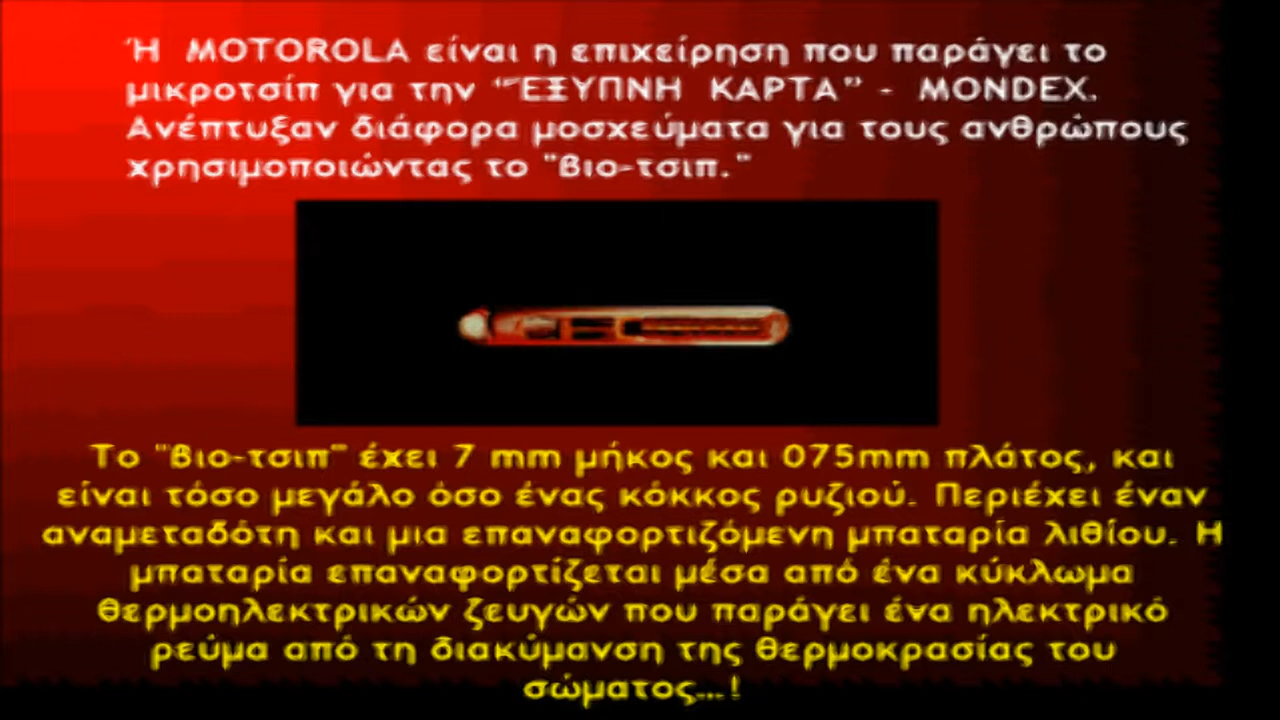 Ή MOTOROLA είναι η επιχείρηση που παράγει το
μικροτσίπ για την “ΈΞΥΠΝΗ ΚΑΡΤΑ” - MONDEX.
Ανέπτυξαν διάφορα μοσχεύματα για τους ανθρώπους
χρησιμοποιώντας το "βιο-τσιπ."
Το "βιο-τσιπ" έχει 7 mm μήκος και 075mm πλάτος, και
είναι τόσο μεγάλο όσο ένας κόκκος ρυζιού. Περιέχει έναν
αναμεταδότη και μια επαναφορτιζόμενη μπαταρία λιθίου. Η
μπαταρία επαναφορτίζεται μέσα από ένα κύκλωμα
θερμοηλεκτρικών ζευγών που παράγει ένα ηλεκτρικό
ρεύμα από τη διακύμανση της θερμοκρασίας του
σώματος...!